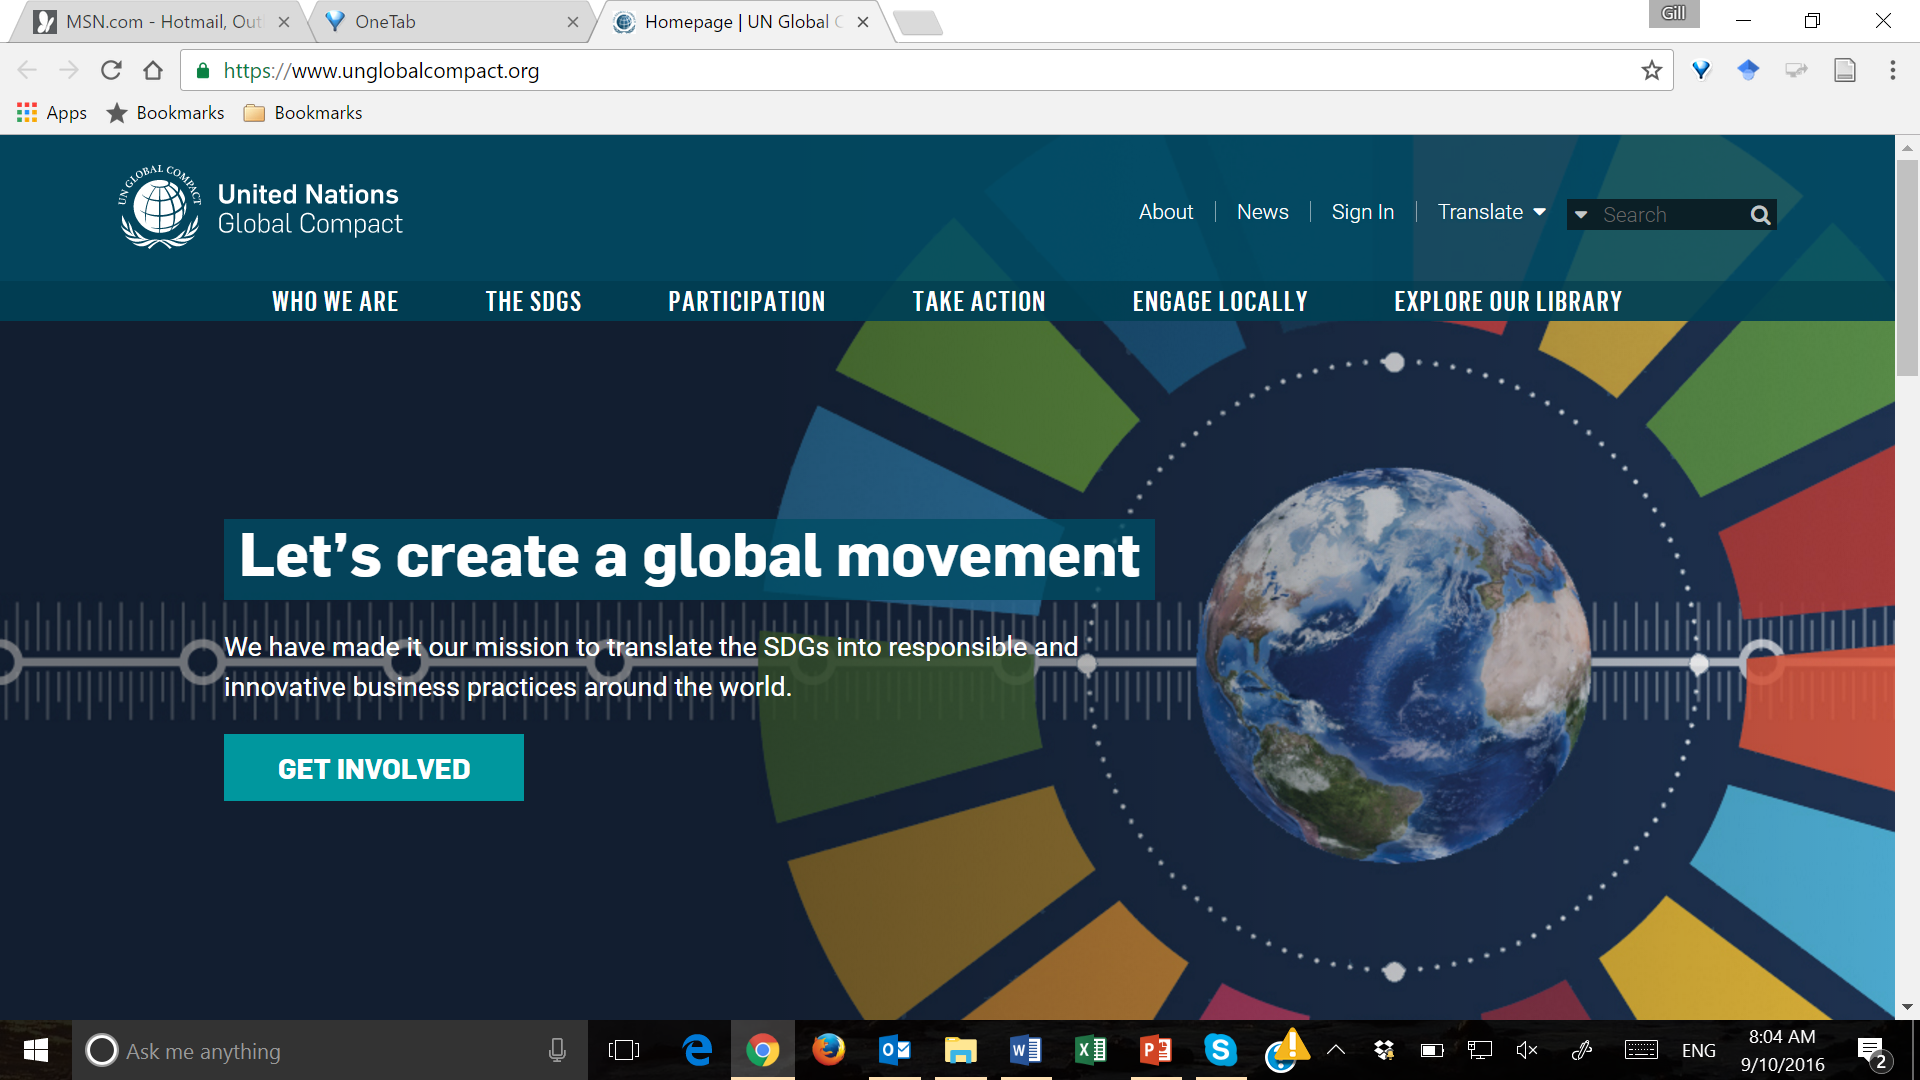 MSN.com - Hotmail, Out
OneTab
Homepage | UN Global C
Gill
https://www.unglobalcompact.org
Apps
Bookmarks
Bookmarks
UN GLOBAL COMPACT
United Nations
Global Compact
About
News
Sign In
Translate
Search
WHO WE ARE
THE SDGS
PARTICIPATION
TAKE ACTION
ENGAGE LOCALLY
EXPLORE OUR LIBRARY
Let's create a global movement
We have made it our mission to translate the SDGs into responsible and
innovative business practices around the world.
GET INVOLVED
Ask me anything
ENG
8:04 AM
9/10/2016
2